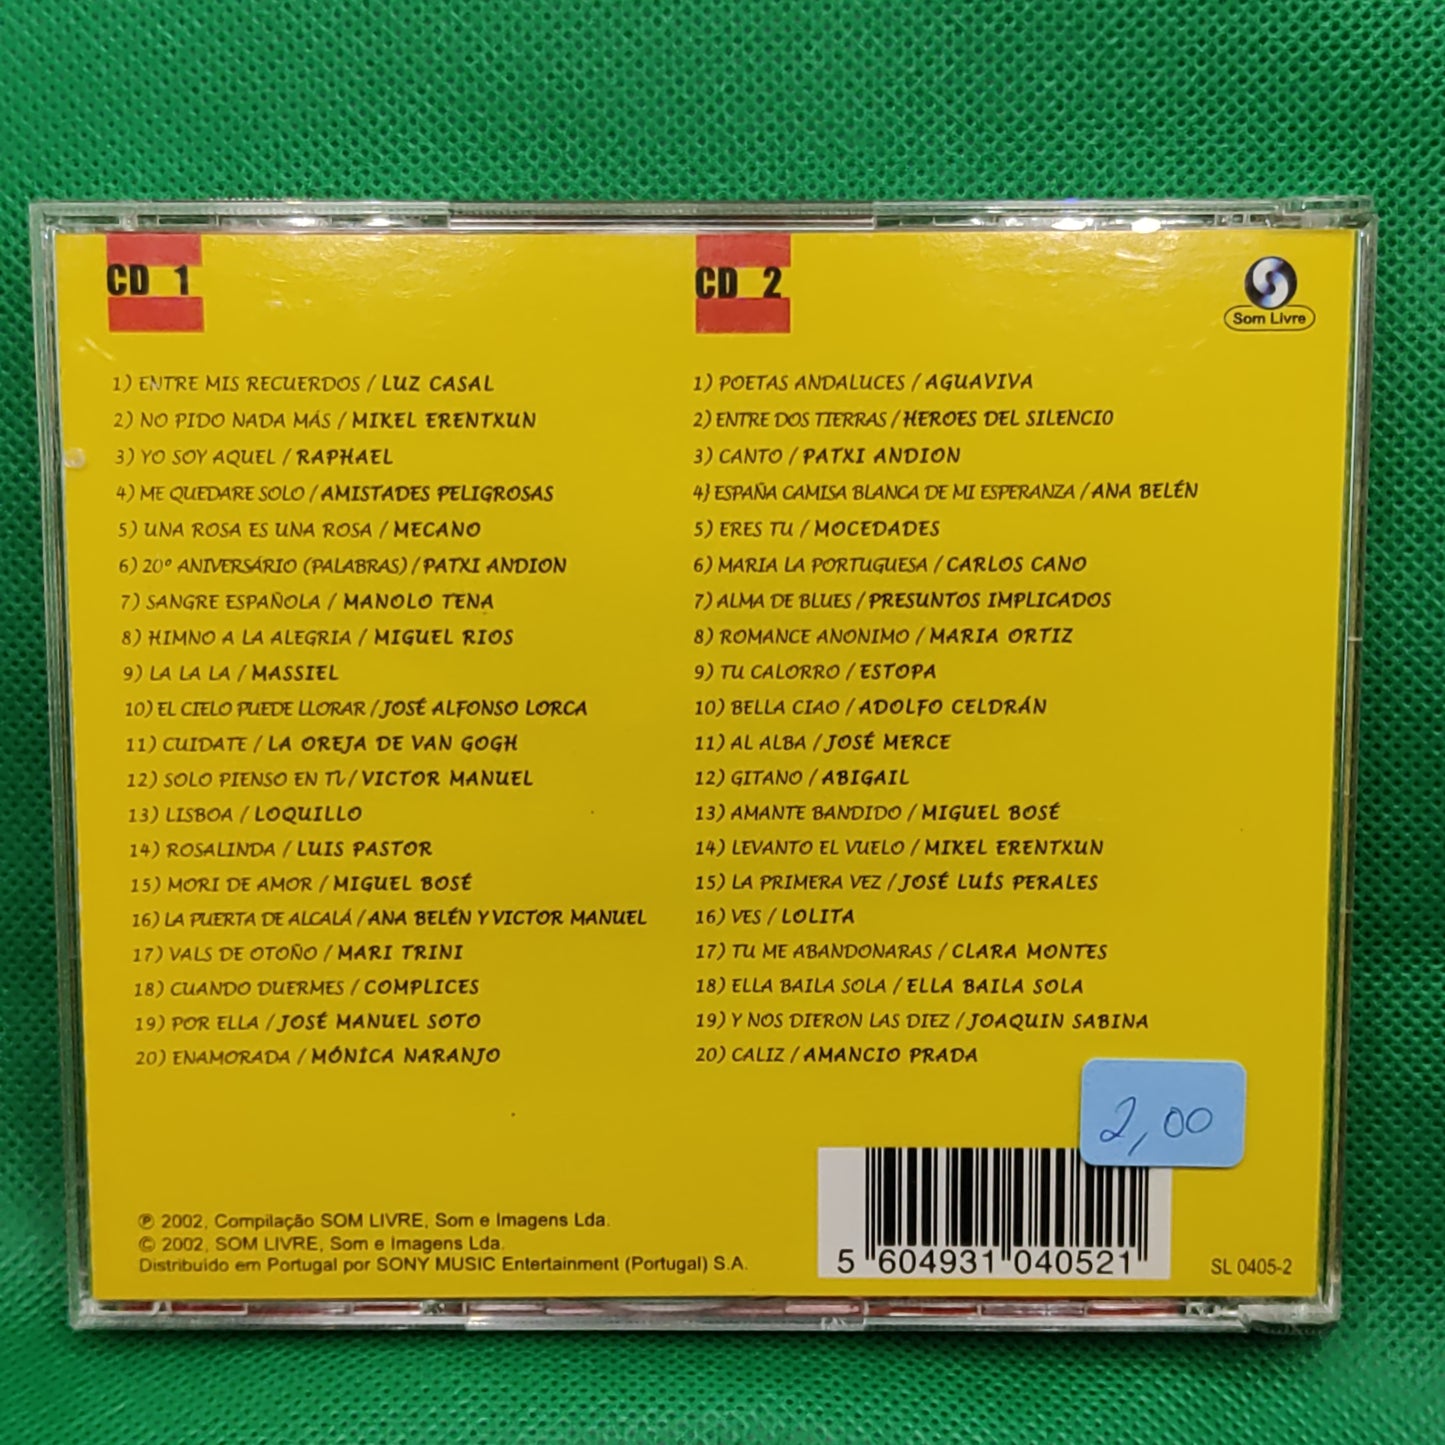 CD 1
1) ENTRE MIS RECUERDOS / LUZ CASAL
2) NO PIDO NADA MÁS / MIKEL ERENTXUN
3) YO SOY AQUEL / RAPHAEL
4) ME QUEDARE SOLO / AMISTADES PELIGROSAS
5) UNA ROSA ES UNA ROSA / MECANO
6) 20º ANIVERSÁRIO (PALABRAS) / PATXI ANDION
7) SANGRE ESPAÑOLA / MANOLO TENA
8) HIMNO A LA ALEGRIA / MIGUEL RIOS
9) LA LA LA / MASSIEL
10) EL CIELO PUEDE LLORAR / JOSÉ ALFONSO LORCA
11) CUIDATE / LA OREJA DE VAN GOGH
12) SOLO PIENSO EN TI / VICTOR MANUEL
13) LISBOA / LOQUILLO
14) ROSALINDA / LUIS PASTOR
15) MORI DE AMOR / MIGUEL BOSÉ
16) LA PUERTA DE ALCALÁ / ANA BELÉN Y VICTOR MANUEL
17) VALS DE OTOÑO / MARI TRINI
18) CUANDO DUERMES / COMPLICES
19) POR ELLA / JOSÉ MANUEL SOTO
20) ENAMORADA / MÓNICA NARANJO
CD 2
1) POETAS ANDALUCES / AGUAVIVA
2) ENTRE DOS TIERRAS / HEROES DEL SILENCIO
3) CANTO / PATXI ANDION
4} ESPAÑA CAMISA BLANCA DE MI ESPERANZA / ANA BELÉN
5) ERES TU / MOCEDADES
6) MARIA LA PORTUGUESA / CARLOS CANO
7) ALMA DE BLUES / PRESUNTOS IMPLICADOS
8) ROMANCE ANONIMO / MARIA ORTIZ
9) TU CALORRO / ESTOPA
10) BELLA CIAO / ADOLFO CELDRÁN
11) AL ALBA / JOSÉ MERCE
12) GITANO / ABIGAIL
13) AMANTE BANDIDO / MIGUEL BOSÉ
14) LEVANTO EL VUELO / MIKEL ERENTXUN
15) LA PRIMERA VEZ / JOSÉ LUÍS PERALES
16) VES / LOLITA
17) TU ME ABANDONARAS / CLARA MONTES
18) ELLA BAILA SOLA / ELLA BAILA SOLA
19) Y NOS DIERON LAS DIEZ / JOAQUIN SABINA
20) CALIZ / AMANCIO PRADA
Som Livre
2,00
℗ 2002, Compilação SOM LIVRE, Som e Imagens Lda.
© 2002, SOM LIVRE, Som e Imagens Lda.
Distribuído em Portugal por SONY MUSIC Entertainment (Portugal) S.A.
5 604931 040521
SL 0405-2